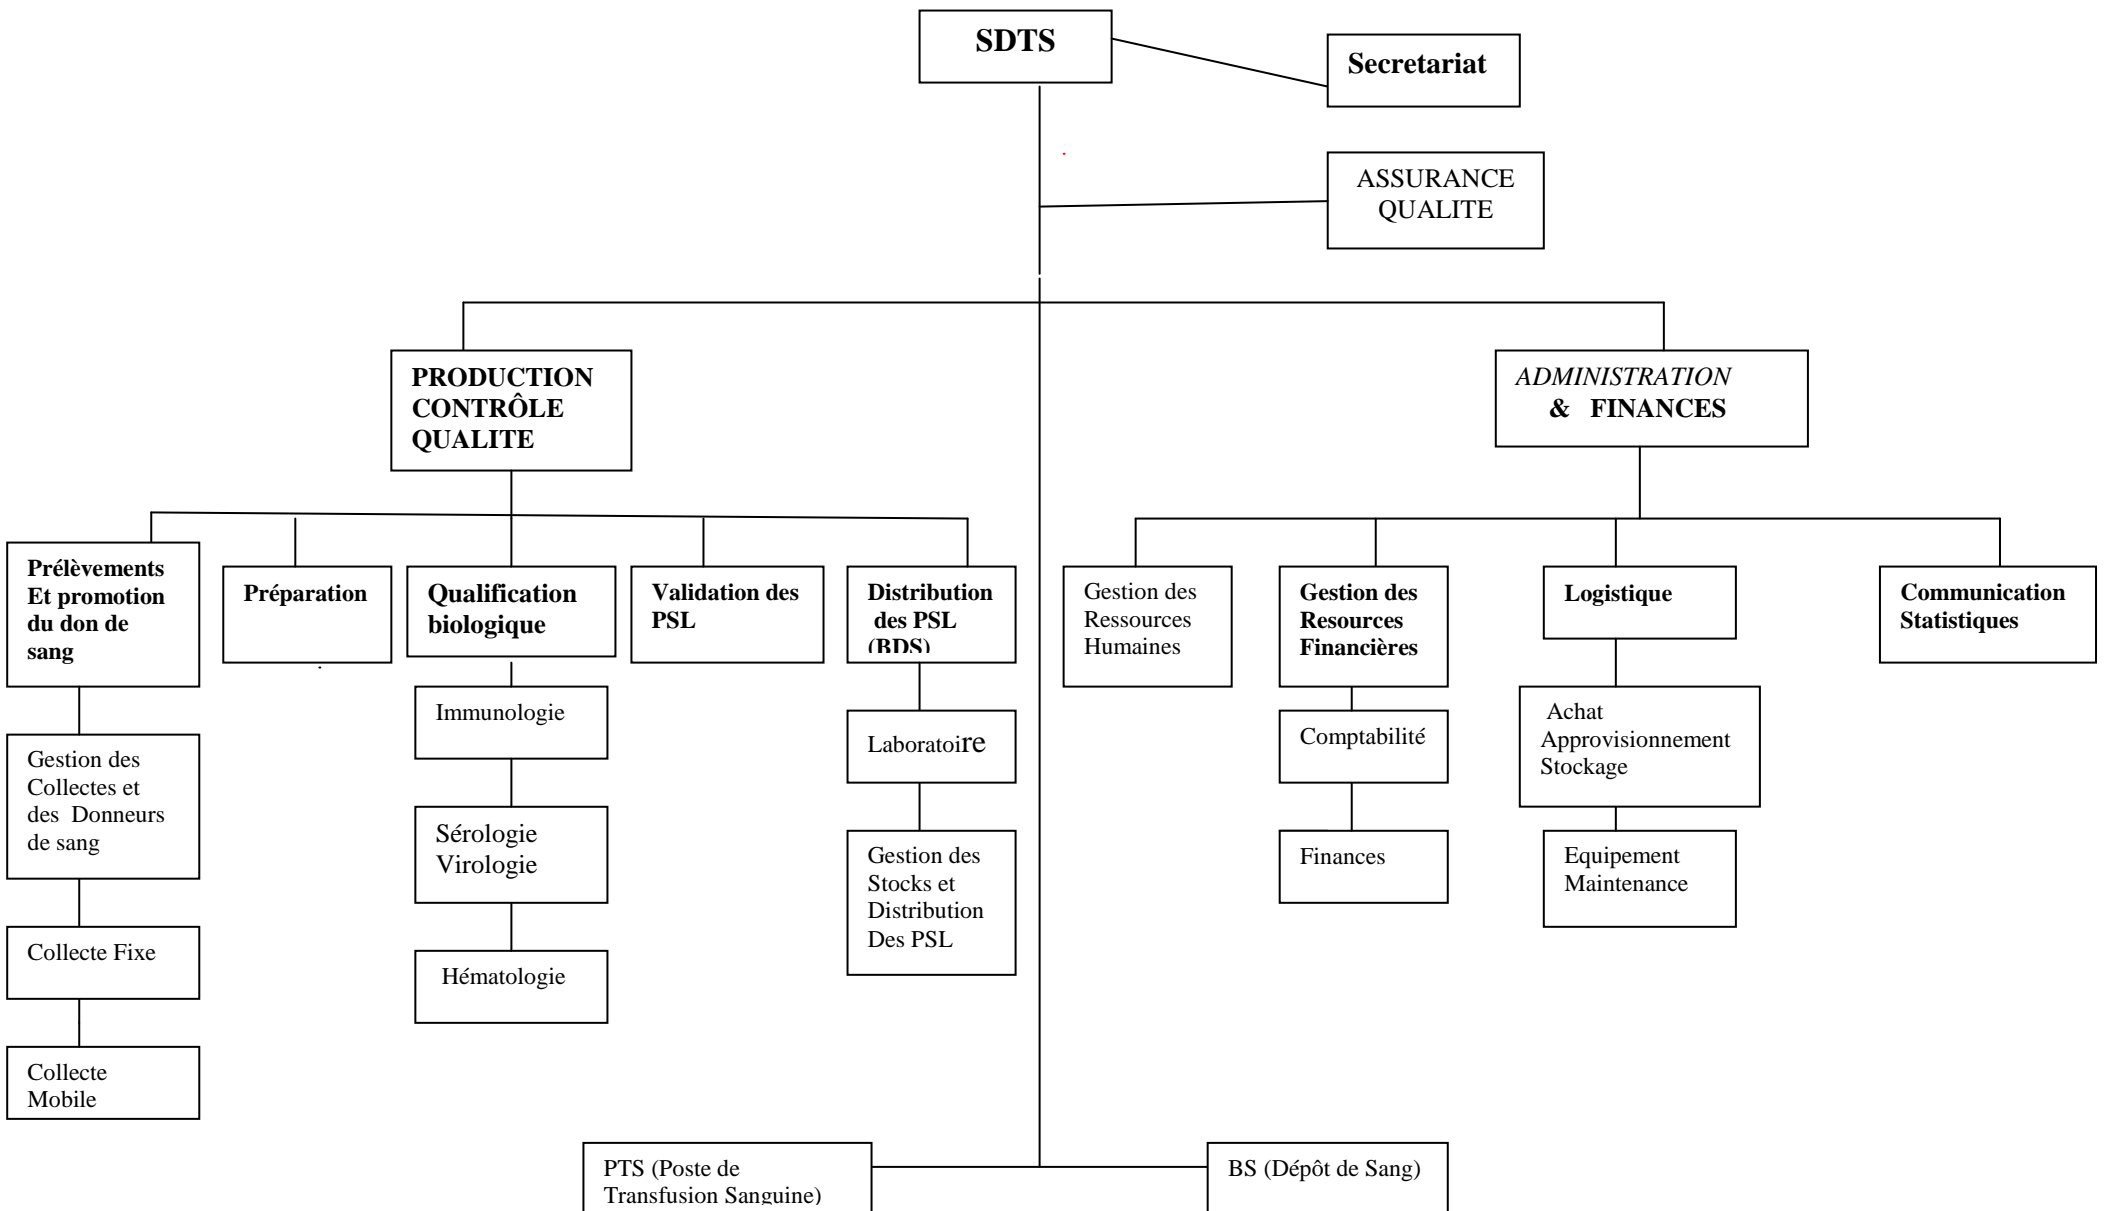 SDTS
Secretariat
ASSURANCE
QUALITE
PRODUCTION
CONTRÔLE
QUALITE
ADMINISTRATION
& FINANCES
Prélèvements
Et promotion
du don de
sang
Préparation
Qualification
biologique
Validation des
PSL
Distribution
des PSL
(BDS)
Gestion des
Ressources
Humaines
Gestion des
Resources
Financières
Logistique
Communication
Statistiques
Gestion des
Collectes et
des Donneurs
de sang
Collecte Fixe
Collecte
Mobile
Immunologie
Sérologie
Virologie
Hématologie
Laboratoire
Gestion des
Stocks et
Distribution
Des PSL
Comptabilité
Finances
Achat
Approvisionnement
Stockage
Equipement
Maintenance
PTS (Poste de
Transfusion Sanguine)
BS (Dépôt de Sang)